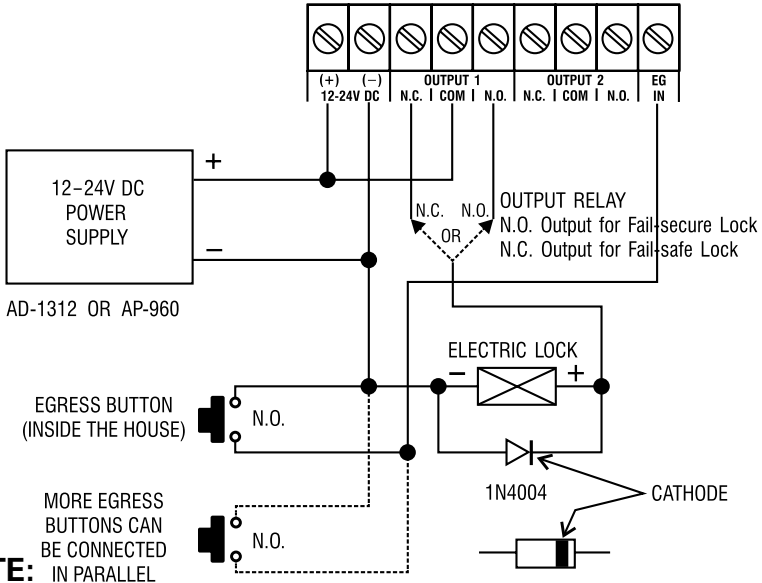 (+) (−) OUTPUT 1 OUTPUT 2 EG
12-24V DC N.C. COM N.O. N.C. COM N.O. IN
+
12–24V DC
POWER
SUPPLY
−
AD-1312 OR AP-960
N.C. N.O.
OR
OUTPUT RELAY
N.O. Output for Fail-secure Lock
N.C. Output for Fail-safe Lock
ELECTRIC LOCK
− +
EGRESS BUTTON
(INSIDE THE HOUSE)
N.O.
1N4004
CATHODE
MORE EGRESS
BUTTONS CAN
BE CONNECTED
IN PARALLEL
N.O.
TE: